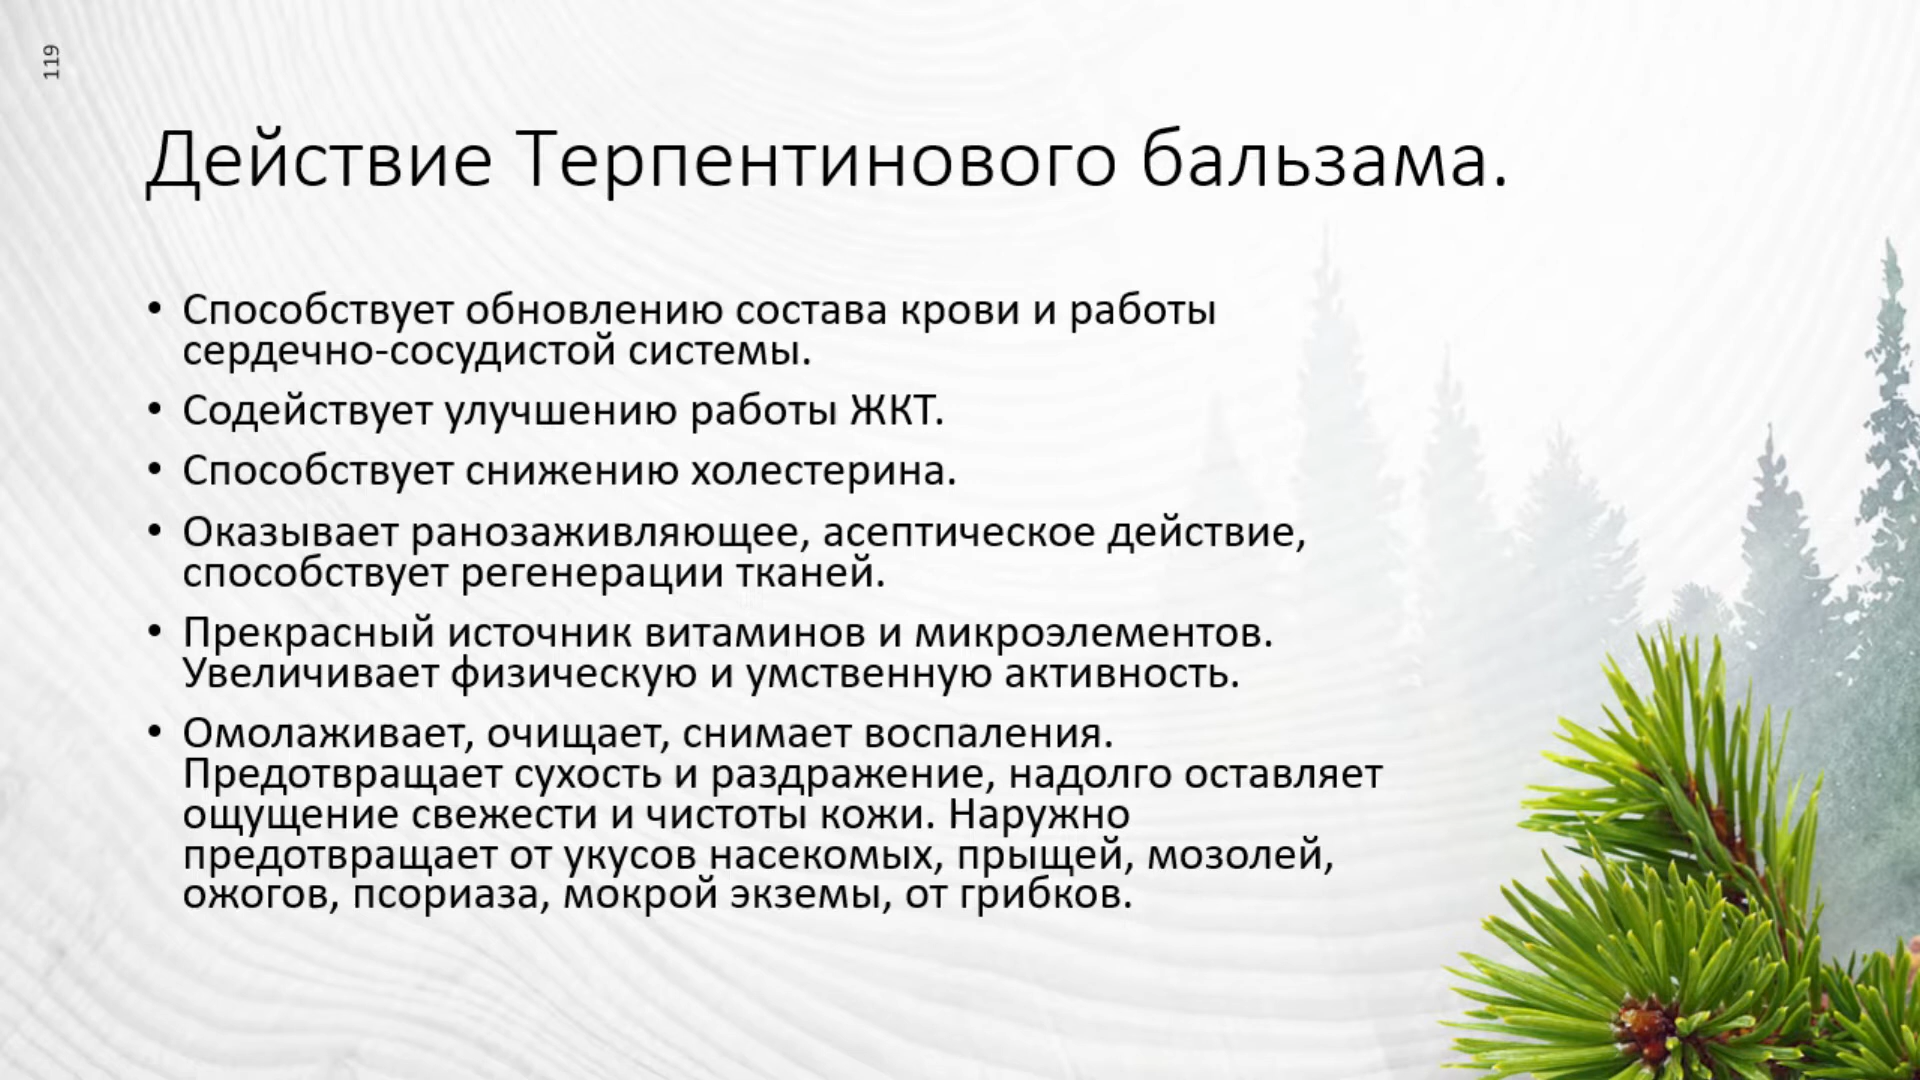 119
Действие Терпентинового бальзама.
• Способствует обновлению состава крови и работы
сердечно-сосудистой системы.
• Содействует улучшению работы ЖКТ.
• Способствует снижению холестерина.
• Оказывает ранозаживляющее, асептическое действие,
способствует регенерации тканей.
• Прекрасный источник витаминов и микроэлементов.
Увеличивает физическую и умственную активность.
• Омолаживает, очищает, снимает воспаления.
Предотвращает сухость и раздражение, надолго оставляет
ощущение свежести и чистоты кожи. Наружно
предотвращает от укусов насекомых, прыщей, мозолей,
ожогов, псориаза, мокрой экземы, от грибков.